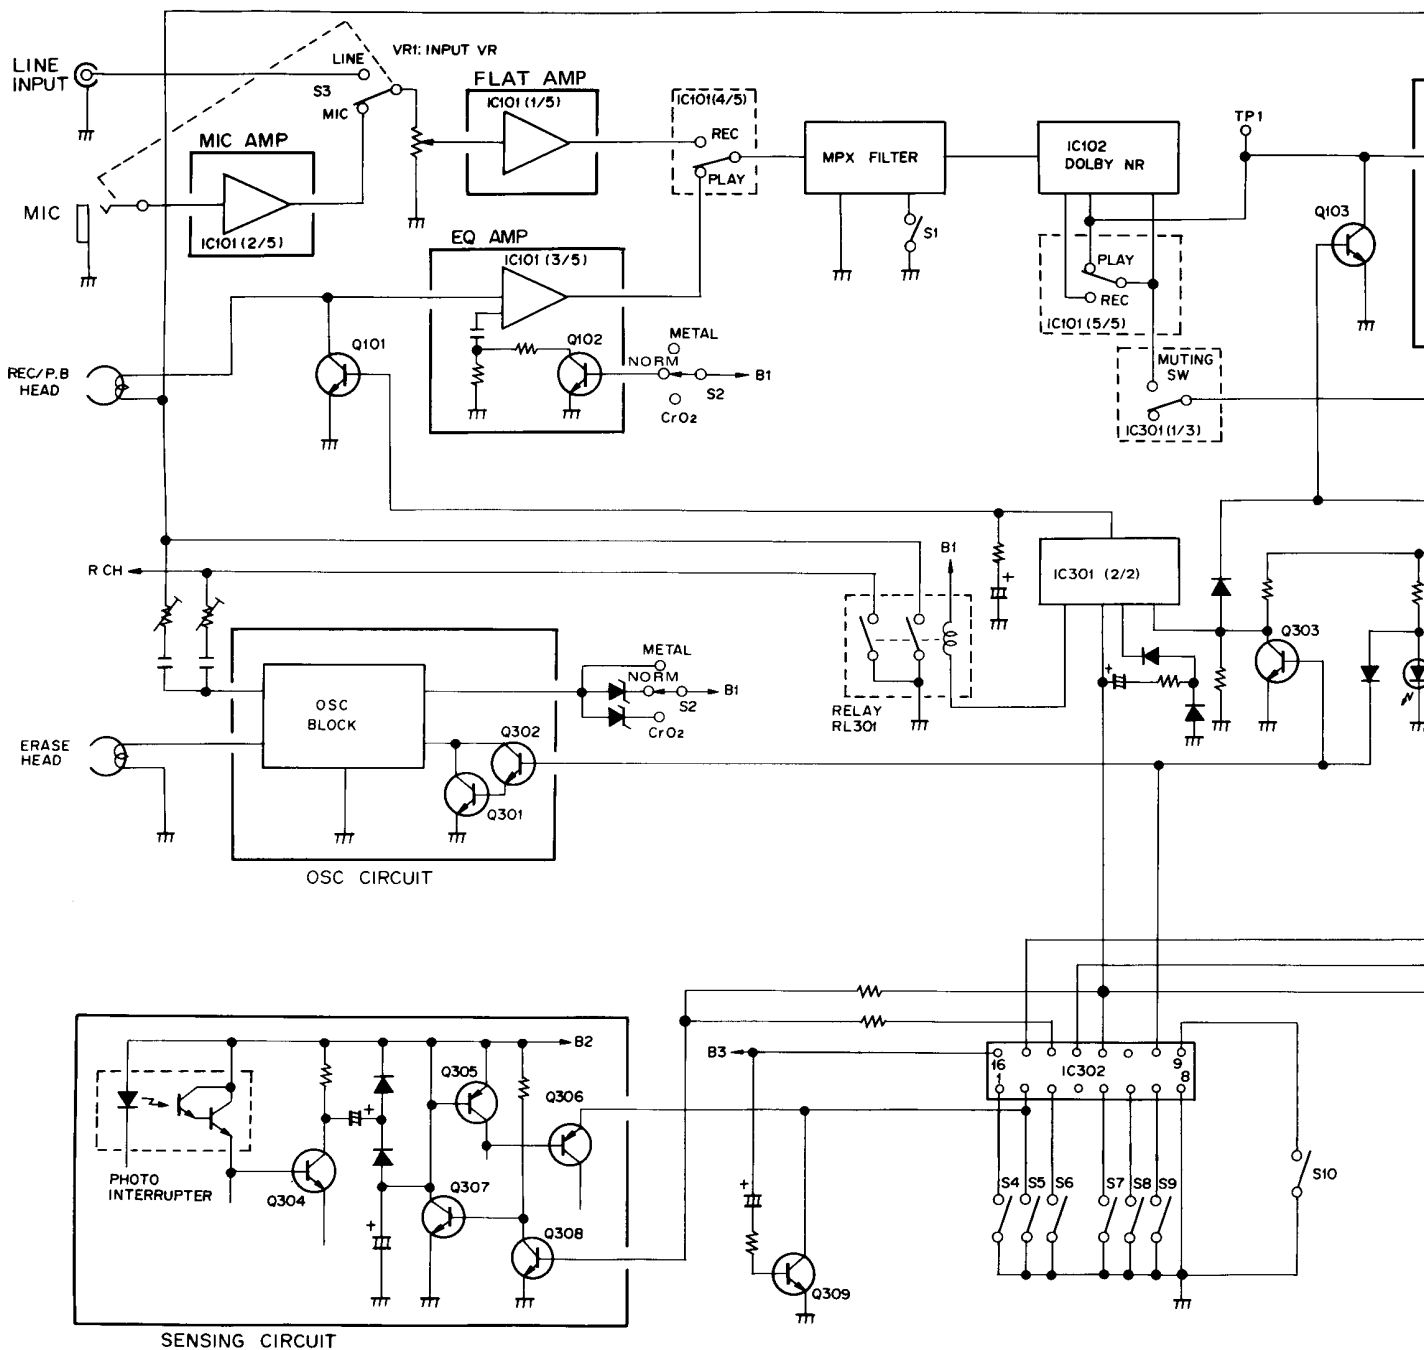 LINE
INPUT
LINE
VR1: INPUT VR
S3
MIC
FLAT AMP
IC101 (1/5)
IC101(4/5)
REC
PLAY
MPX FILTER
S1
IC102
DOLBY NR
TP1
Q103
MIC AMP
IC101 (2/5)
MIC
EQ AMP
IC101 (3/5)
Q102
METAL
NORM
B1
S2
CrO2
PLAY
REC
IC101 (5/5)
MUTING
SW
IC301 (1/3)
Q101
REC/P.B
HEAD
R CH
B1
+
IC301 (2/2)
+
Q303
RELAY
RL301
METAL
NORM
B1
S2
CrO2
OSC
BLOCK
Q302
Q301
ERASE
HEAD
OSC CIRCUIT
B2
Q305
Q306
+
PHOTO
INTERRUPTER
Q304
Q307
+
Q308
SENSING CIRCUIT
B3
+
Q309
16
9
IC302
1
8
S4
S5
S6
S7
S8
S9
S10